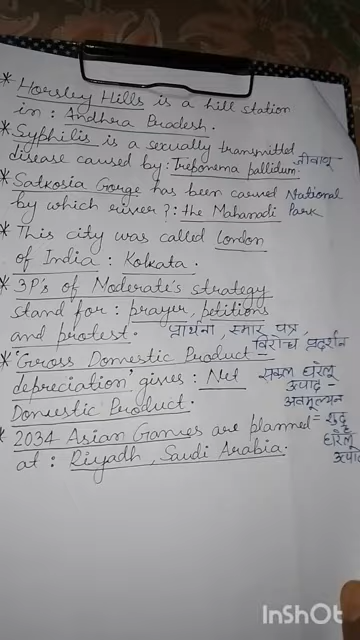 * Horsley Hills is a hill station
in : Andhra Pradesh.
* Syphilis is a sexually transmitted
disease caused by : Treponema pallidum. जीवाणु
* Satkosia Gorge has been carved National
by which river ? : the Mahanadi Park
* This city was called London
of India : Kolkata.
* 3P's of Moderate's strategy
stand for : prayer, petitions
and protest. प्रार्थना, स्मार पत्र,
विरोध प्रदर्शन
* 'Gross Domestic Product -
depreciation' gives : Net सकल घरेलू
उत्पाद -
Domestic Product. अवमूल्यन
* 2034 Asian Games are planned = शुद्ध
at : Riyadh, Saudi Arabia. घरेलू
उत्पाद
InShOt